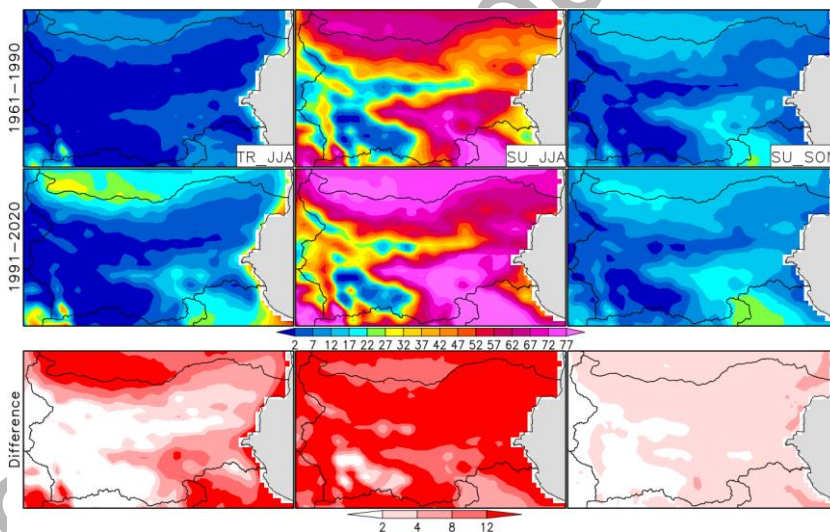 1961-1990
TR_JJA
SU_JJA
SU_SON
1991-2020
2 7 12 17 22 27 32 37 42 47 52 57 62 67 72 77
Difference
2 4 8 12